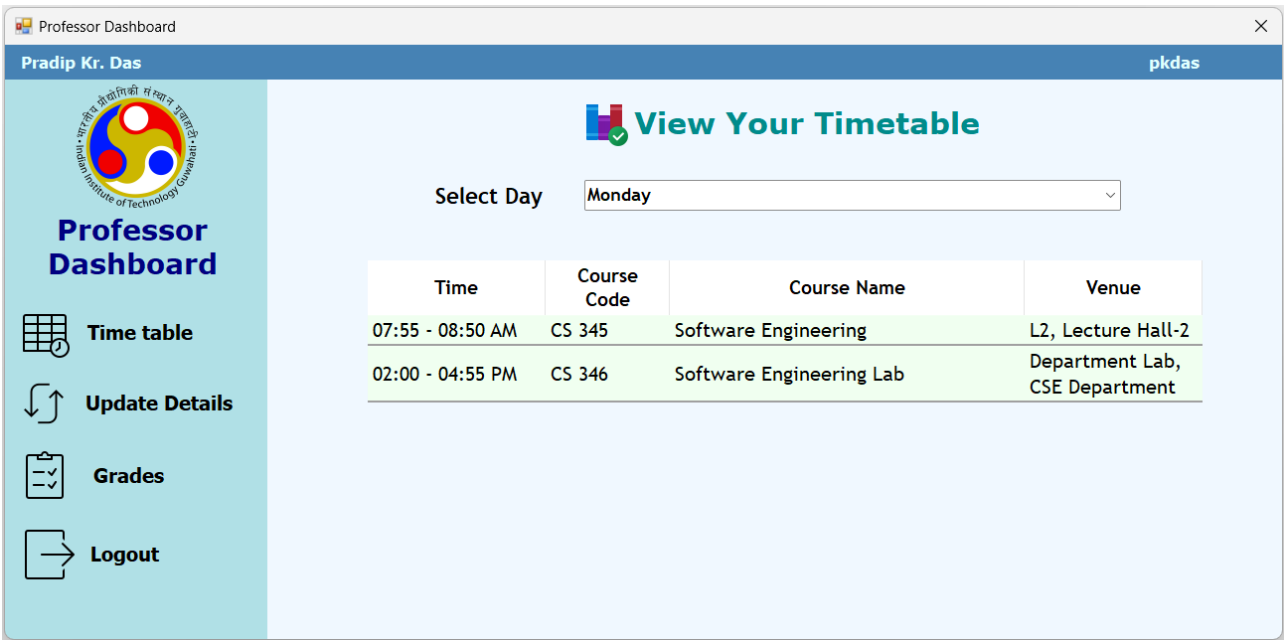 Professor Dashboard
Pradip Kr. Das pkdas
भारतीय प्रौद्योगिकी संस्थान गुवाहाटी
Indian Institute of Technology Guwahati
Professor
Dashboard
Time table
Update Details
Grades
Logout
View Your Timetable
Select Day Monday
Time Course Code Course Name Venue
07:55 - 08:50 AM CS 345 Software Engineering L2, Lecture Hall-2
02:00 - 04:55 PM CS 346 Software Engineering Lab Department Lab,
CSE Department